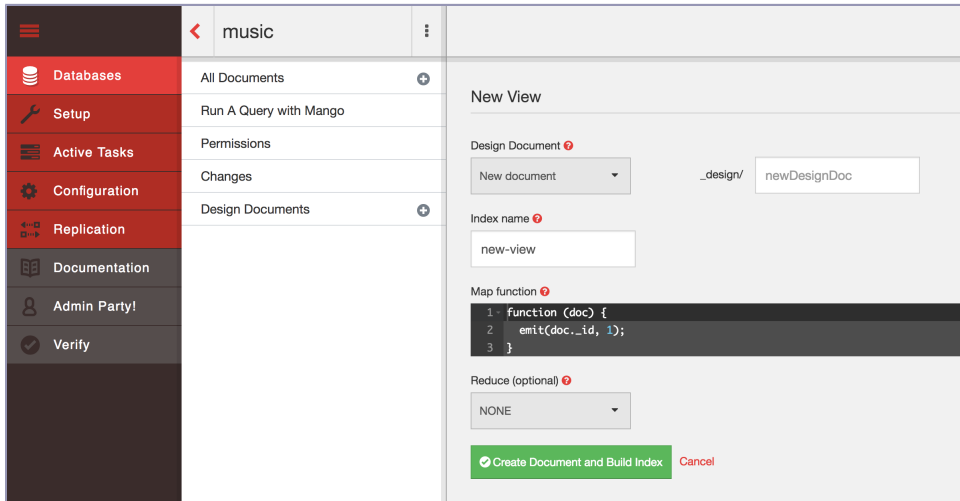 music
Databases
Setup
Active Tasks
Configuration
Replication
Documentation
Admin Party!
Verify
All Documents
Run A Query with Mango
Permissions
Changes
Design Documents
New View
Design Document
New document
_design/
newDesignDoc
Index name
new-view
Map function
1 function (doc) {
2 emit(doc._id, 1);
3 }
Reduce (optional)
NONE
Create Document and Build Index Cancel